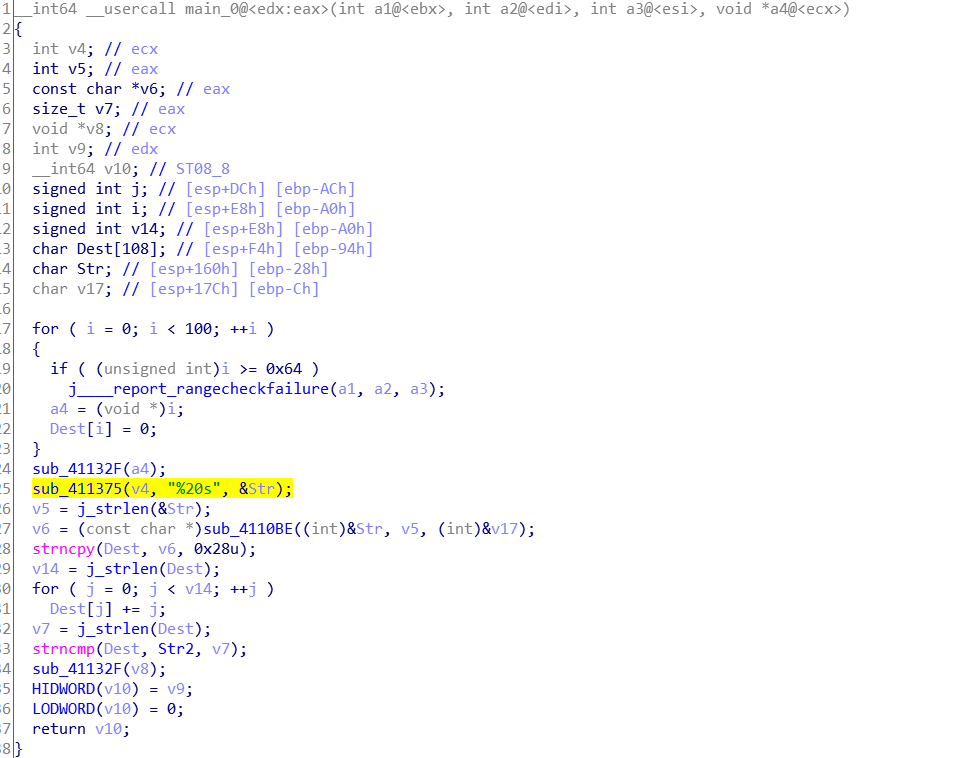 1 __int64 __usercall main_0@<edx:eax>(int a1@<ebx>, int a2@<edi>, int a3@<esi>, void *a4@<ecx>)
2 {
3 int v4; // ecx
4 int v5; // eax
5 const char *v6; // eax
6 size_t v7; // eax
7 void *v8; // ecx
8 int v9; // edx
9 __int64 v10; // ST08_8
0 signed int j; // [esp+DCh] [ebp-ACh]
1 signed int i; // [esp+E8h] [ebp-A0h]
2 signed int v14; // [esp+E8h] [ebp-A0h]
3 char Dest[108]; // [esp+F4h] [ebp-94h]
4 char Str; // [esp+160h] [ebp-28h]
5 char v17; // [esp+17Ch] [ebp-Ch]
6
7 for ( i = 0; i < 100; ++i )
8 {
9 if ( (unsigned int)i >= 0x64 )
0 j____report_rangecheckfailure(a1, a2, a3);
1 a4 = (void *)i;
2 Dest[i] = 0;
3 }
4 sub_41132F(a4);
5 sub_411375(v4, "%20s", &Str);
6 v5 = j_strlen(&Str);
7 v6 = (const char *)sub_4110BE((int)&Str, v5, (int)&v17);
8 strncpy(Dest, v6, 0x28u);
9 v14 = j_strlen(Dest);
0 for ( j = 0; j < v14; ++j )
1 Dest[j] += j;
2 v7 = j_strlen(Dest);
3 strncmp(Dest, Str2, v7);
4 sub_41132F(v8);
5 HIDWORD(v10) = v9;
6 LODWORD(v10) = 0;
7 return v10;
8 }